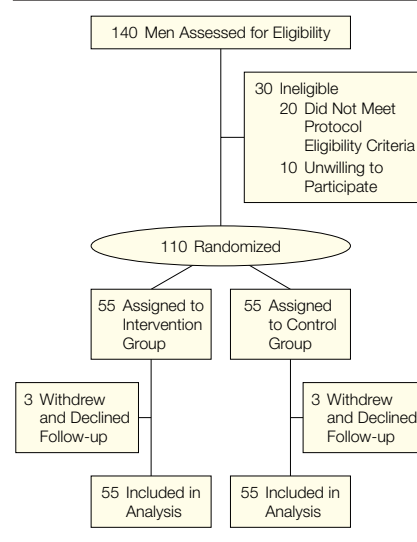 140 Men Assessed for Eligibility
30 Ineligible
20 Did Not Meet
Protocol
Eligibility Criteria
10 Unwilling to
Participate
110 Randomized
55 Assigned to
Intervention
Group
55 Assigned
to Control
Group
3 Withdrew
and Declined
Follow-up
3 Withdrew
and Declined
Follow-up
55 Included in
Analysis
55 Included in
Analysis